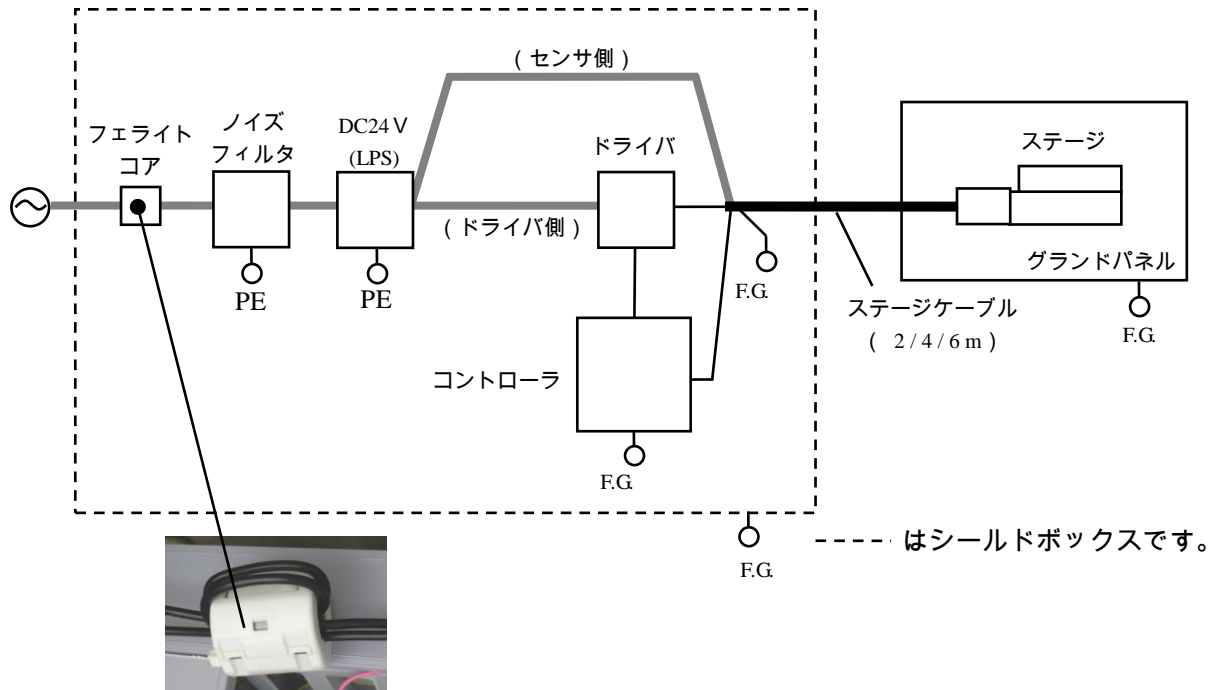 (センサ側)
フェライト
コア
ノイズ
フィルタ
DC24V
(LPS)
ドライバ
ステージ
(ドライバ側)
PE
PE
F.G.
グランドパネル
F.G.
ステージケーブル
( 2/4/6m )
コントローラ
F.G.
F.G.
はシールドボックスです。